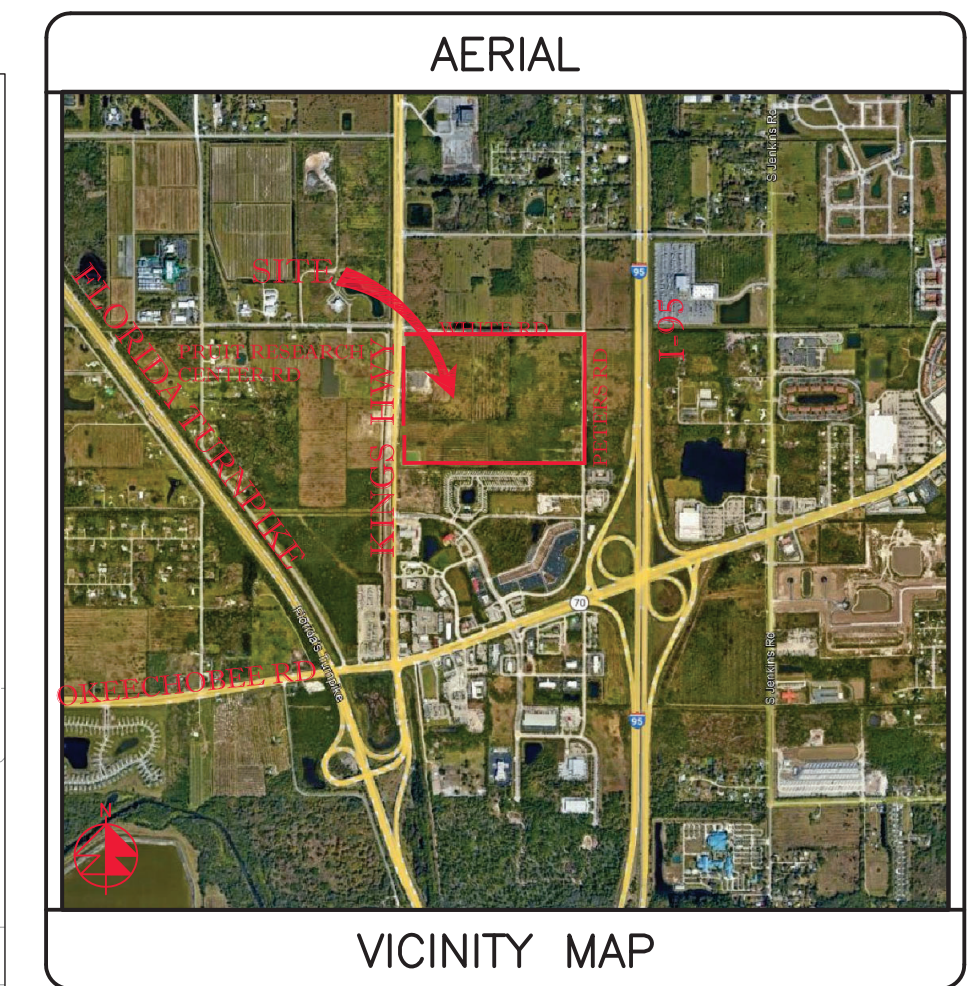 AERIAL
S Jenkins Rd
SITE
95
FLORIDA TURNPIKE
I-95
WHITE RD
PRUIT RESEARCH
CENTER RD
KINGS HWY
PETERS RD
70
Florida's Turnpike
S Jenkins Rd
OKEECHOBEE RD
95
N
VICINITY MAP